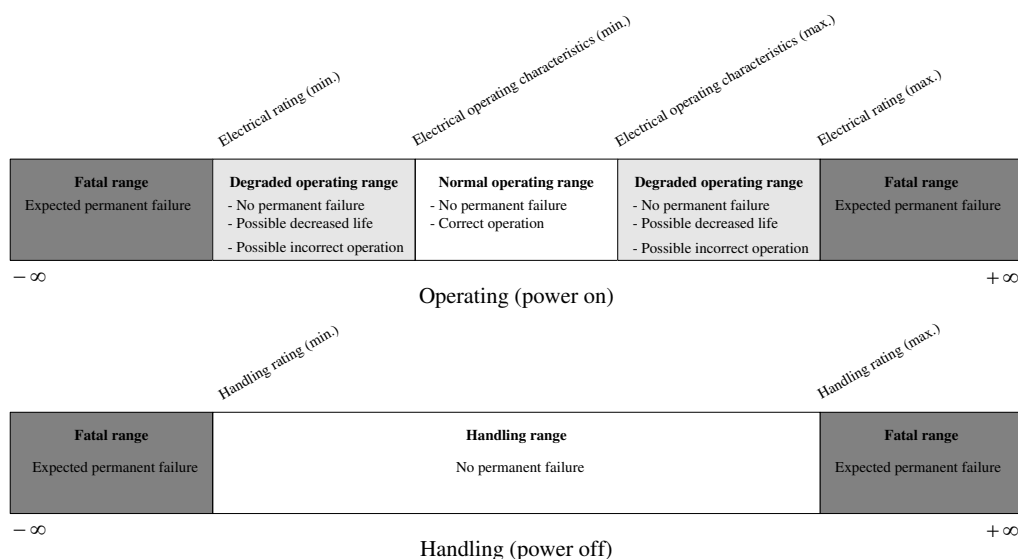 Electrical rating (min.)
Electrical operating characteristics (min.)
Electrical operating characteristics (max.)
Electrical rating (max.)
Fatal range
Expected permanent failure
Degraded operating range
- No permanent failure
- Possible decreased life
- Possible incorrect operation
Normal operating range
- No permanent failure
- Correct operation
Degraded operating range
- No permanent failure
- Possible decreased life
- Possible incorrect operation
Fatal range
Expected permanent failure
− ∞
+ ∞
Operating (power on)
Handling rating (min.)
Handling rating (max.)
Fatal range
Expected permanent failure
Handling range
No permanent failure
Fatal range
Expected permanent failure
− ∞
+ ∞
Handling (power off)